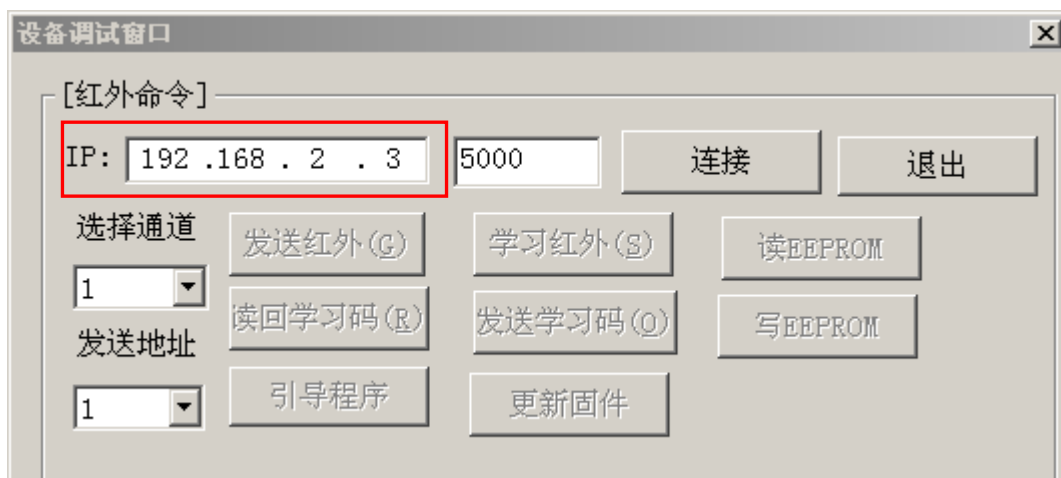 设备调试窗口
[红外命令]
IP: 192 .168 . 2 . 3 5000 连接 退出
选择通道 发送红外(G) 学习红外(S) 读EEPROM
1
读回学习码(R) 发送学习码(O) 写EEPROM
发送地址
1 引导程序 更新固件